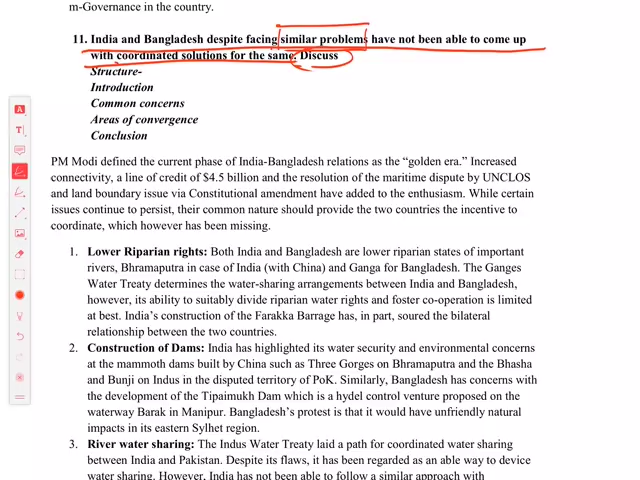 m-Governance in the country.
11. India and Bangladesh despite facing similar problems have not been able to come up
with coordinated solutions for the same. Discuss
Structure-
Introduction
Common concerns
Areas of convergence
Conclusion
PM Modi defined the current phase of India-Bangladesh relations as the “golden era.” Increased
connectivity, a line of credit of $4.5 billion and the resolution of the maritime dispute by UNCLOS
and land boundary issue via Constitutional amendment have added to the enthusiasm. While certain
issues continue to persist, their common nature should provide the two countries the incentive to
coordinate, which however has been missing.
1. Lower Riparian rights: Both India and Bangladesh are lower riparian states of important
rivers, Bhramaputra in case of India (with China) and Ganga for Bangladesh. The Ganges
Water Treaty determines the water-sharing arrangements between India and Bangladesh,
however, its ability to suitably divide riparian water rights and foster co-operation is limited
at best. India’s construction of the Farakka Barrage has, in part, soured the bilateral
relationship between the two countries.
2. Construction of Dams: India has highlighted its water security and environmental concerns
at the mammoth dams built by China such as Three Gorges on Bhramaputra and the Bhasha
and Bunji on Indus in the disputed territory of PoK. Similarly, Bangladesh has concerns with
the development of the Tipaimukh Dam which is a hydel control venture proposed on the
waterway Barak in Manipur. Bangladesh’s protest is that it would have unfriendly natural
impacts in its eastern Sylhet region.
3. River water sharing: The Indus Water Treaty laid a path for coordinated water sharing
between India and Pakistan. Despite its flaws, it has been regarded as an able way to device
water sharing. However, India has not been able to follow a similar approach with